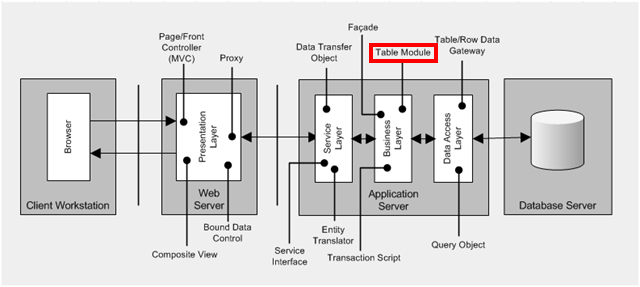 Façade
Page/Front
Controller
(MVC)
Proxy
Data Transfer
Object
Table Module
Table/Row Data
Gateway
Browser
Presentation
Layer
Service
Layer
Business
Layer
Data Access
Layer
Client Workstation
Web
Server
Application
Server
Database Server
Bound Data
Control
Composite View
Service
Interface
Entity
Translator
Transaction Script
Query Object